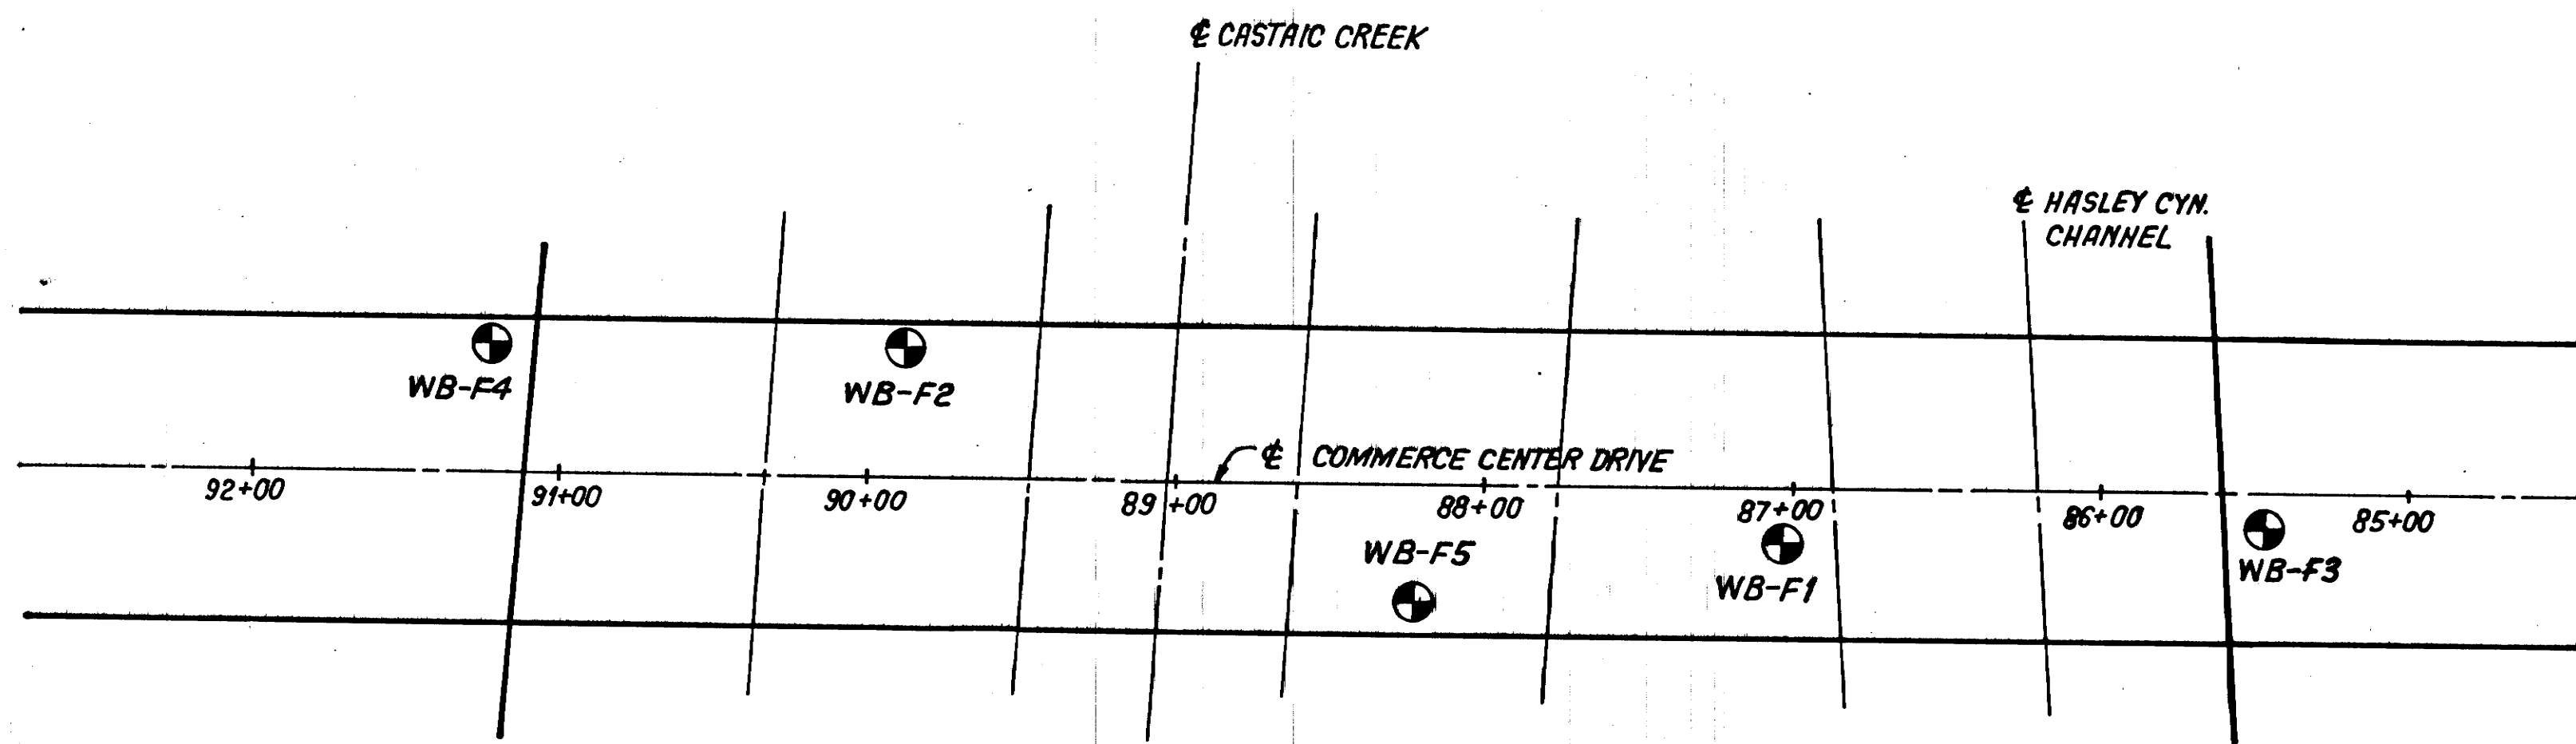 ℄ CASTAIC CREEK
℄ HASLEY CYN.
CHANNEL
WB-F4
WB-F2
℄ COMMERCE CENTER DRIVE
92+00
91+00
90+00
89+00
88+00
87+00
86+00
85+00
WB-F5
WB-F1
WB-F3